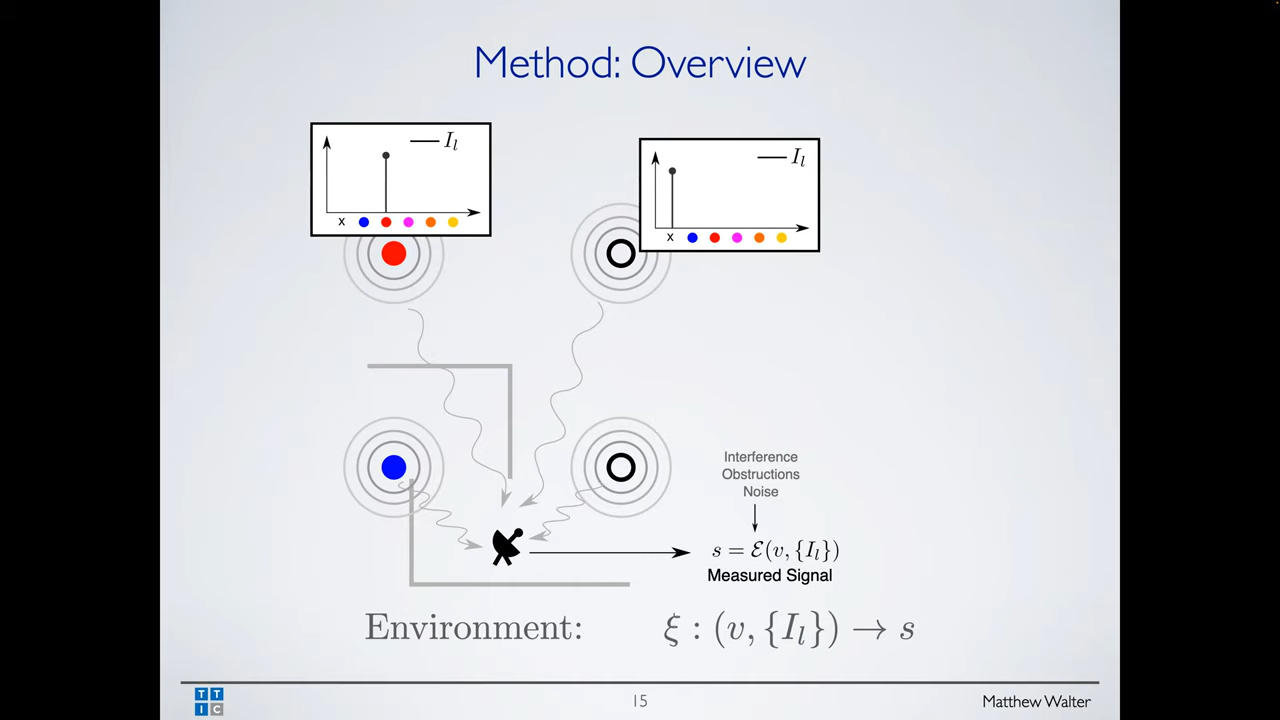 Method: Overview
I_l
x
I_l
x
Interference
Obstructions
Noise
s = ℰ(v, {I_l})
Measured Signal
Environment: ξ : (v, {I_l}) → s
T T
I C
15
Matthew Walter